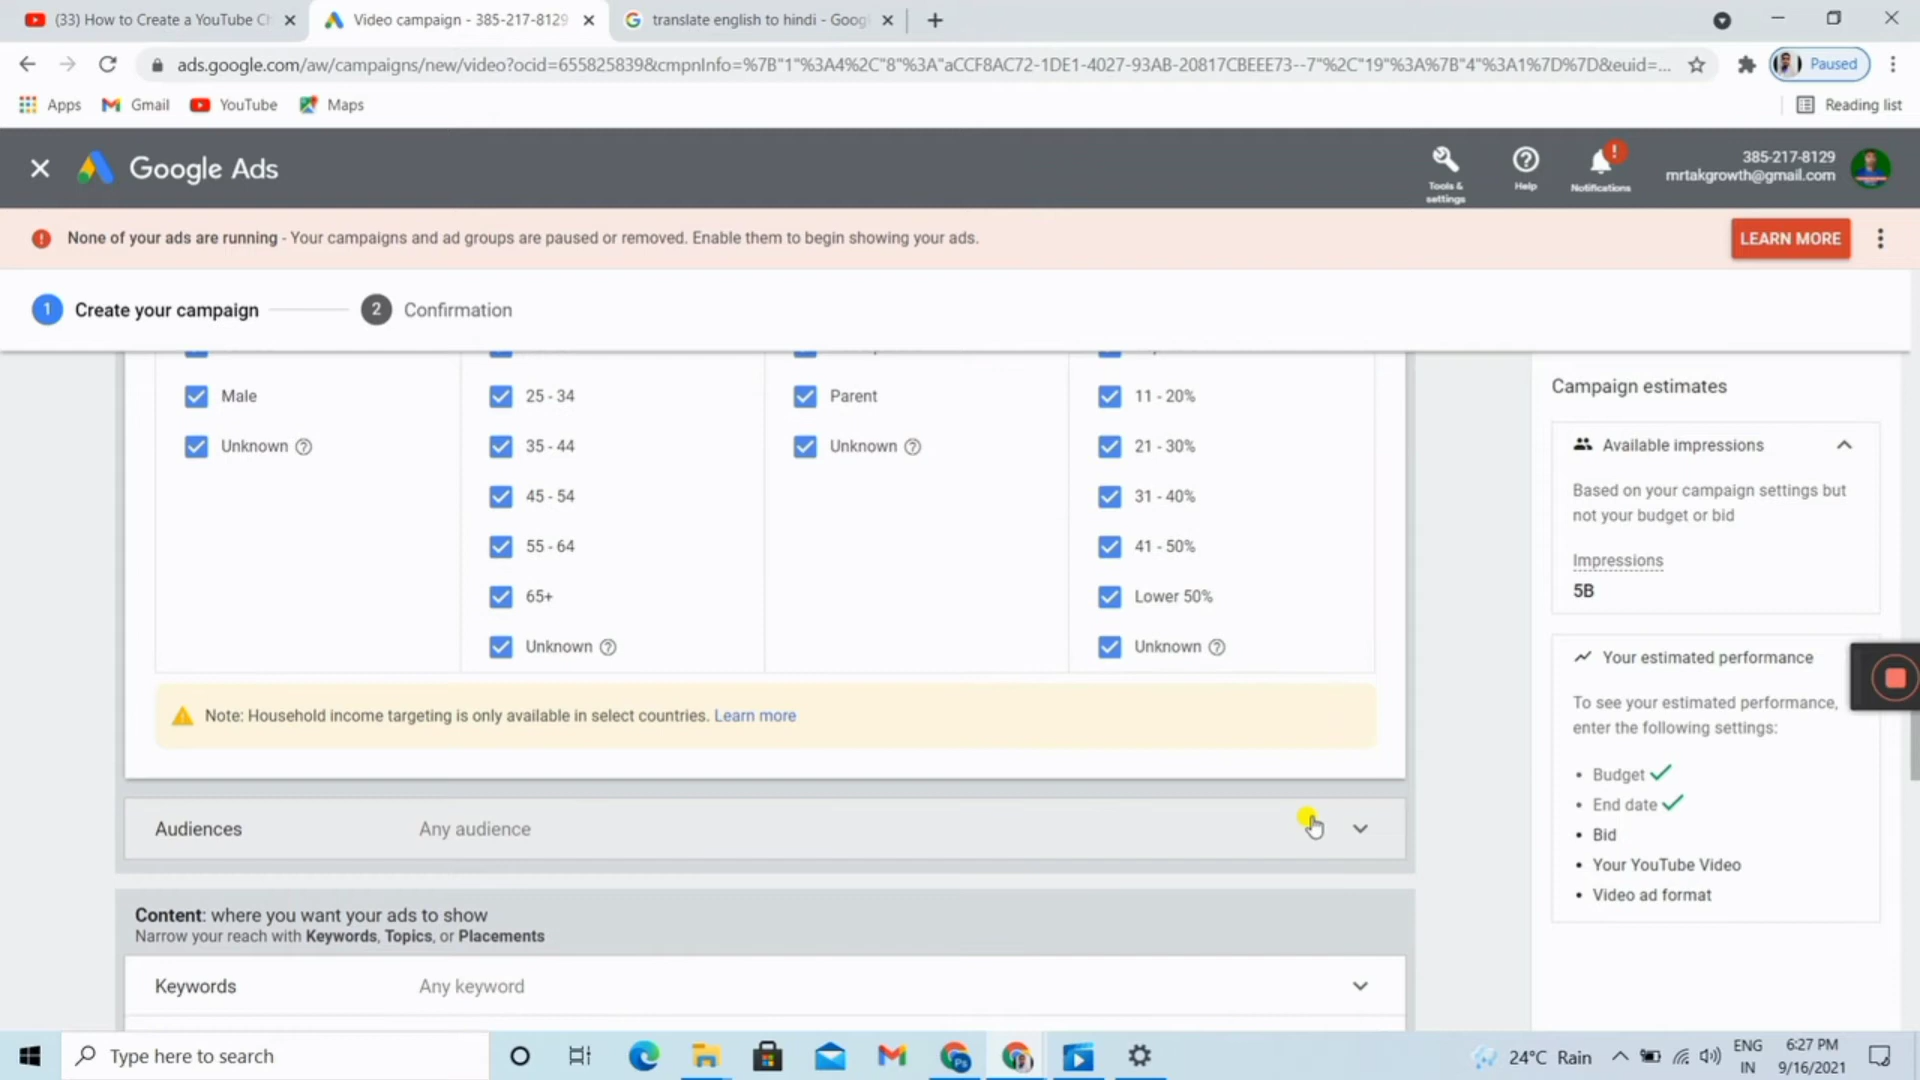 (33) How to Create a YouTube Ch
Video campaign - 385-217-8129
translate english to hindi - Goog
ads.google.com/aw/campaigns/new/video?ocid=655825839&cmpnInfo=%7B"1"%3A4%2C"8"%3A"aCCF8AC72-1DE1-4027-93AB-20817CBEEE73--7"%2C"19"%3A%7B"4"%3A1%7D%7D&euid=...
Paused
Apps
Gmail
YouTube
Maps
Reading list
Google Ads
Tools & settings
Help
Notifications
385-217-8129
mrtakgrowth@gmail.com
None of your ads are running - Your campaigns and ad groups are paused or removed. Enable them to begin showing your ads.
LEARN MORE
1 Create your campaign
2 Confirmation
Male
25 - 34
Parent
11 - 20%
Unknown
35 - 44
Unknown
21 - 30%
45 - 54
31 - 40%
55 - 64
41 - 50%
65+
Lower 50%
Unknown
Unknown
Note: Household income targeting is only available in select countries. Learn more
Audiences
Any audience
Content: where you want your ads to show
Narrow your reach with Keywords, Topics, or Placements
Keywords
Any keyword
Campaign estimates
Available impressions
Based on your campaign settings but
not your budget or bid
Impressions
5B
Your estimated performance
To see your estimated performance,
enter the following settings:
• Budget
• End date
• Bid
• Your YouTube Video
• Video ad format
Type here to search
24°C Rain
ENG
IN
6:27 PM
9/16/2021